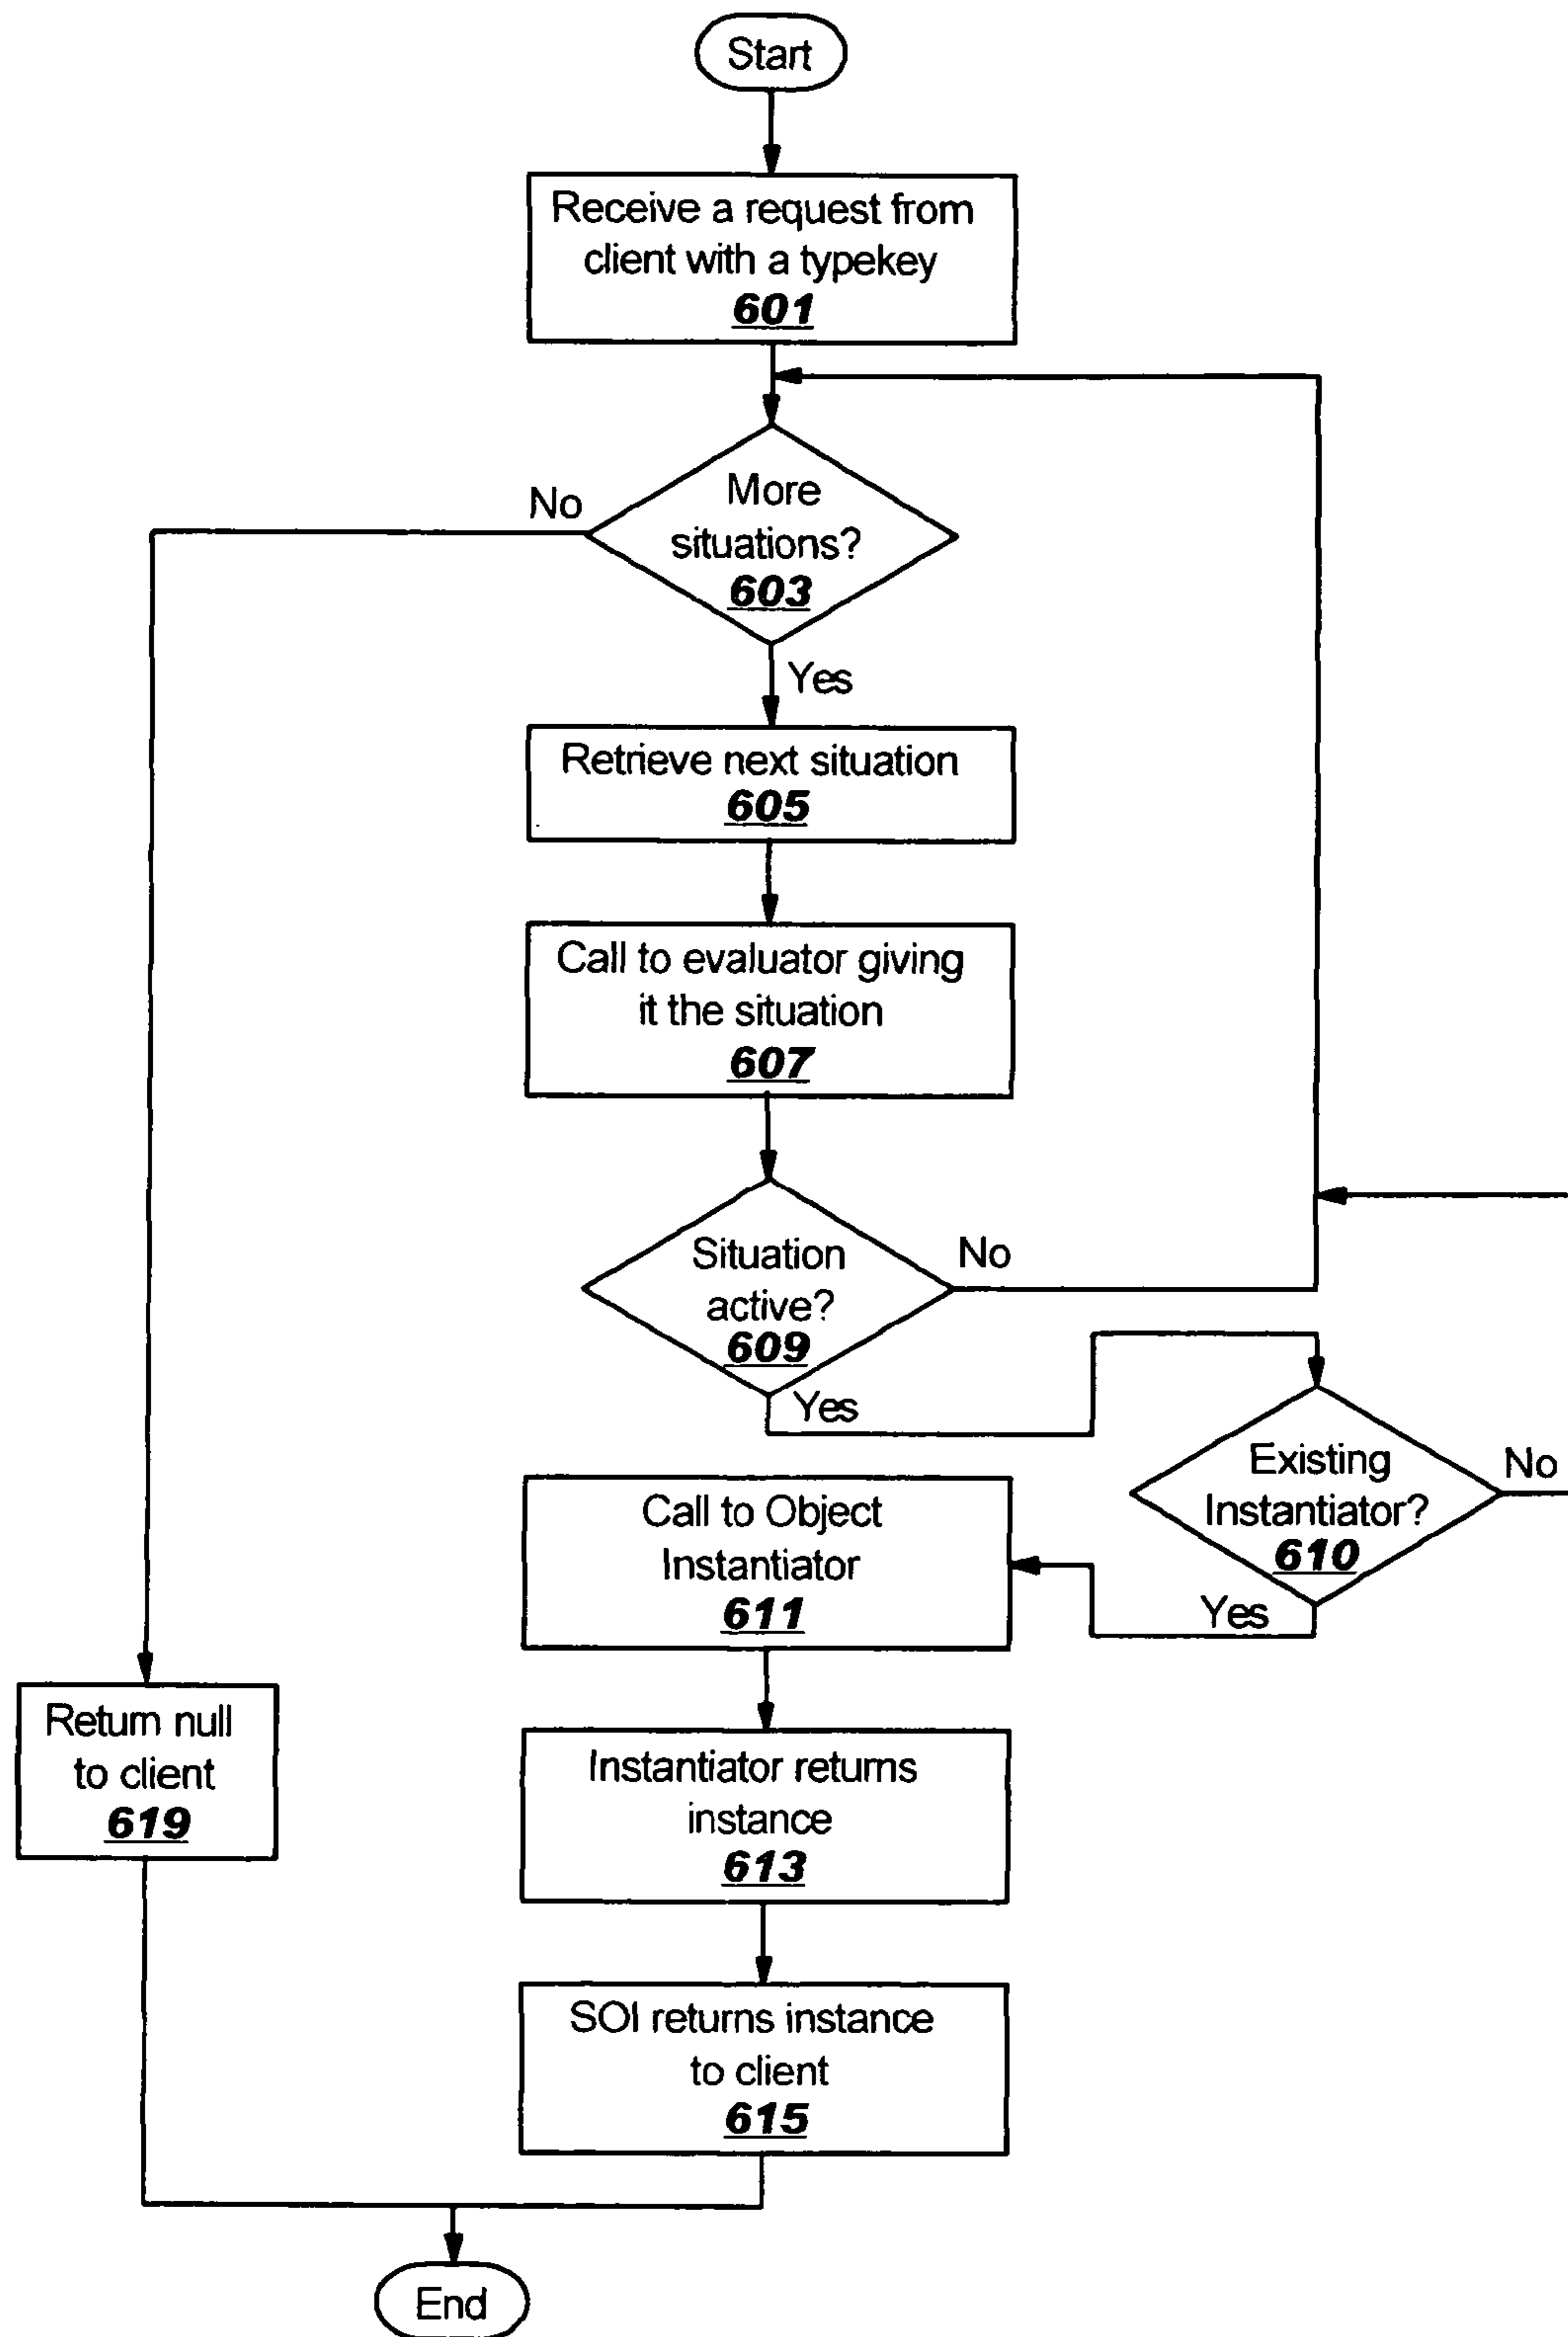 Start
Receive a request from
client with a typekey
601
More
situations?
603
No
Yes
Retrieve next situation
605
Call to evaluator giving
it the situation
607
Situation
active?
609
No
Yes
Existing
Instantiator?
610
No
Yes
Call to Object
Instantiator
611
Return null
to client
619
Instantiator returns
instance
613
SOI returns instance
to client
615
End